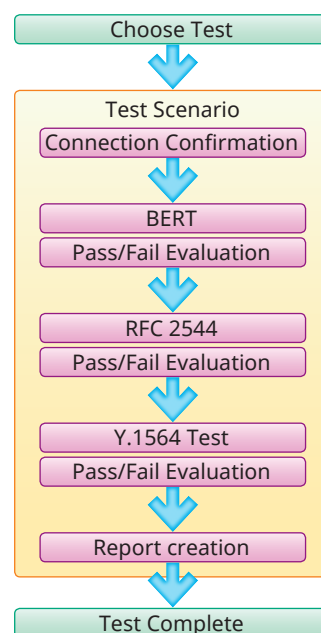 Choose Test
Test Scenario
Connection Confirmation
BERT
Pass/Fail Evaluation
RFC 2544
Pass/Fail Evaluation
Y.1564 Test
Pass/Fail Evaluation
Report creation
Test Complete